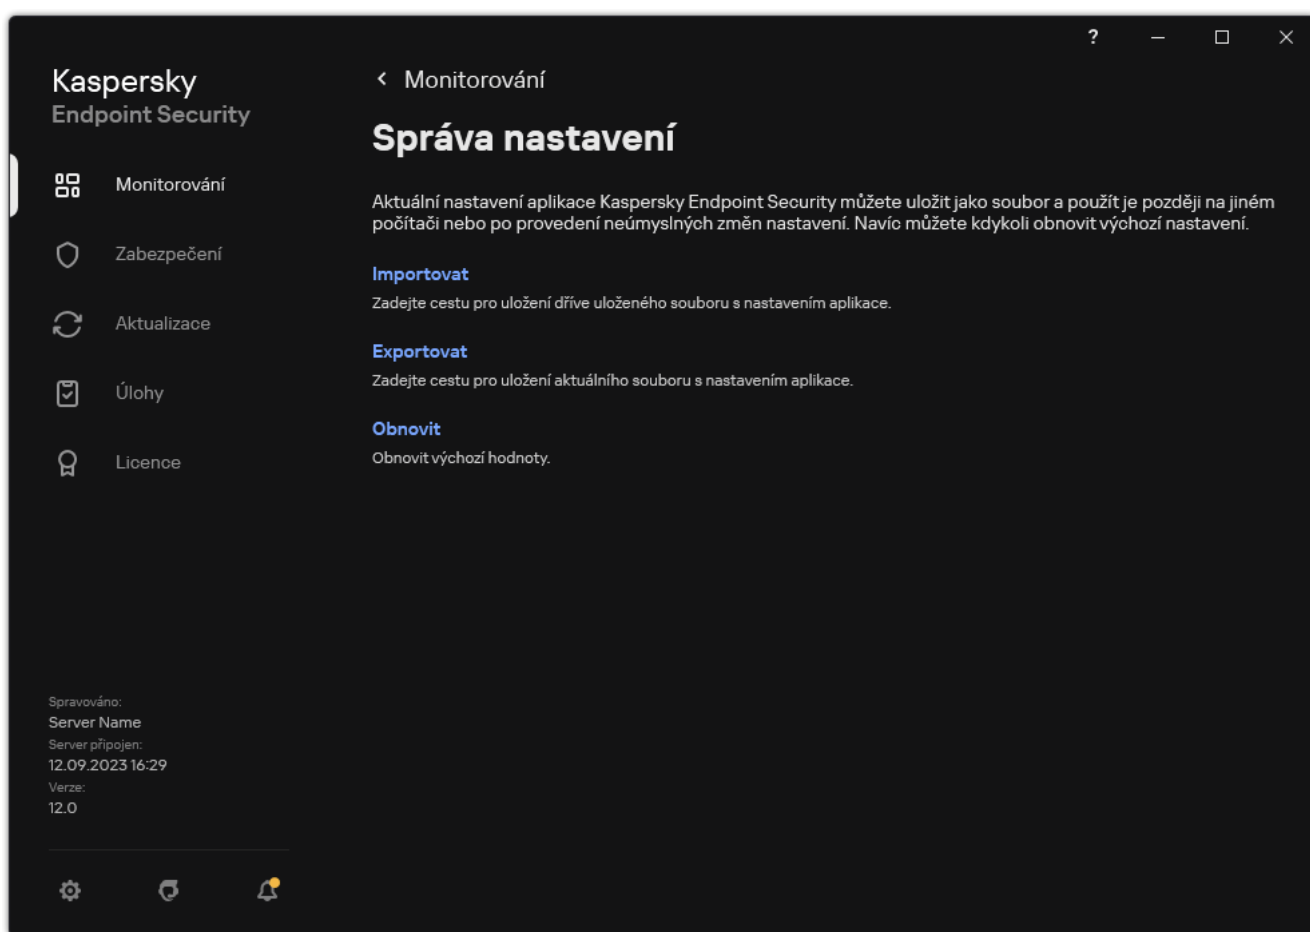 ?
Kaspersky
Endpoint Security
Monitorování
Zabezpečení
Aktualizace
Úlohy
Licence
Spravováno:
Server Name
Server připojen:
12.09.2023 16:29
Verze:
12.0
Monitorování
Správa nastavení
Aktuální nastavení aplikace Kaspersky Endpoint Security můžete uložit jako soubor a použít je později na jiném
počítači nebo po provedení neúmyslných změn nastavení. Navíc můžete kdykoli obnovit výchozí nastavení.
Importovat
Zadejte cestu pro uložení dříve uloženého souboru s nastavením aplikace.
Exportovat
Zadejte cestu pro uložení aktuálního souboru s nastavením aplikace.
Obnovit
Obnovit výchozí hodnoty.